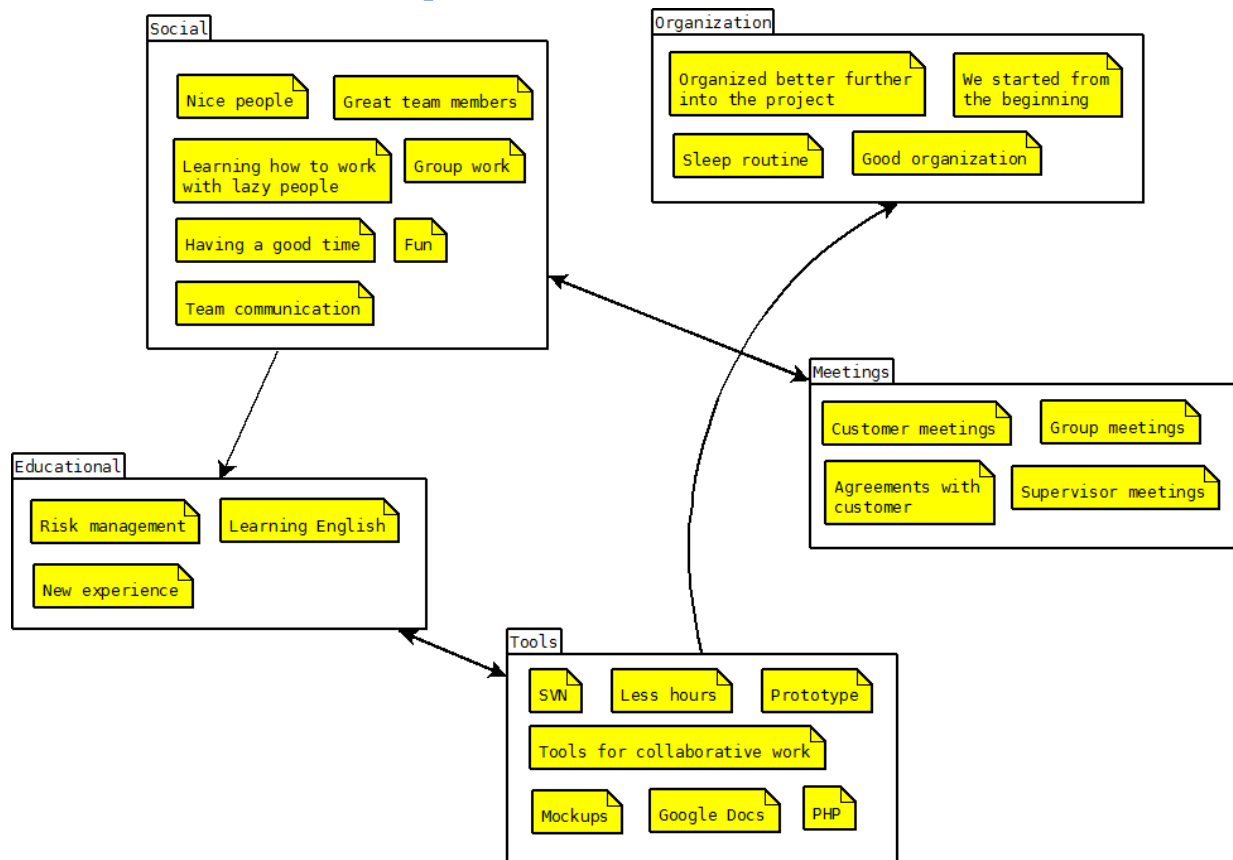 Social
Nice people
Great team members
Learning how to work
with lazy people
Group work
Having a good time
Fun
Team communication
Organization
Organized better further
into the project
We started from
the beginning
Sleep routine
Good organization
Meetings
Customer meetings
Group meetings
Agreements with
customer
Supervisor meetings
Educational
Risk management
Learning English
New experience
Tools
SVN
Less hours
Prototype
Tools for collaborative work
Mockups
Google Docs
PHP